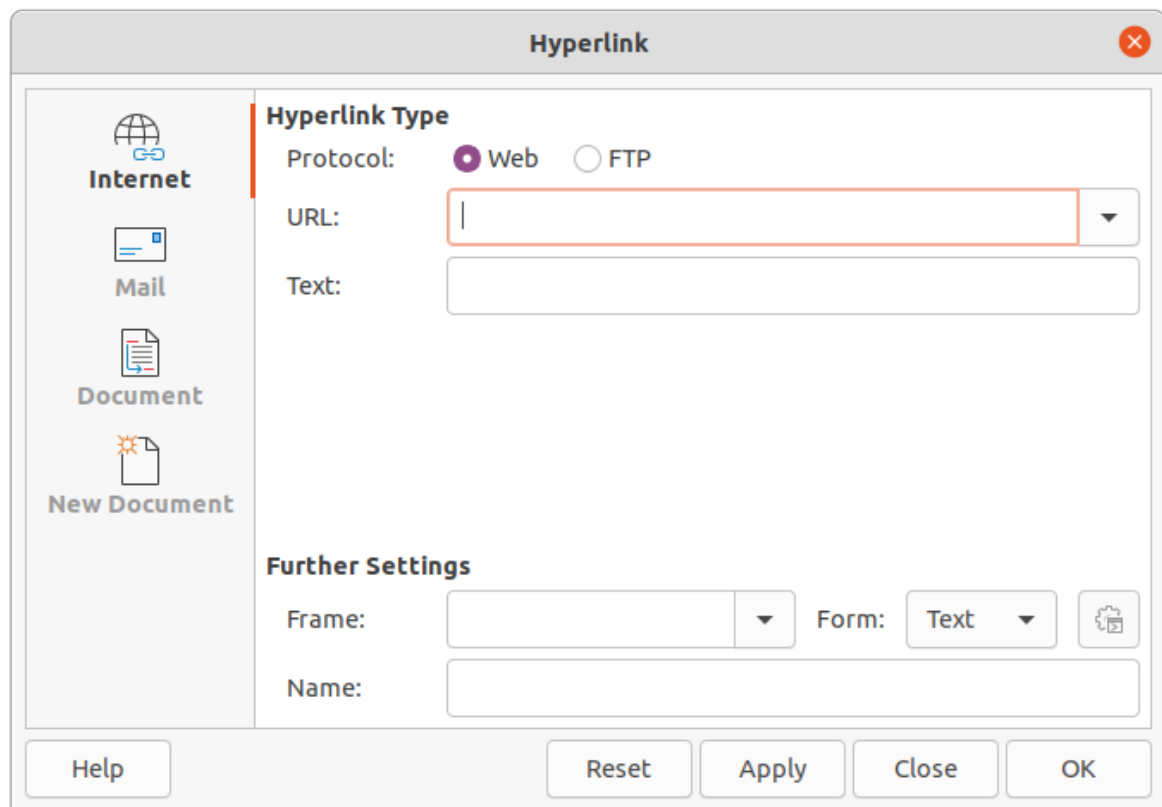 Hyperlink
Internet
Mail
Document
New Document
Hyperlink Type
Protocol: Web FTP
URL:
Text:
Further Settings
Frame: Form: Text
Name:
Help Reset Apply Close OK